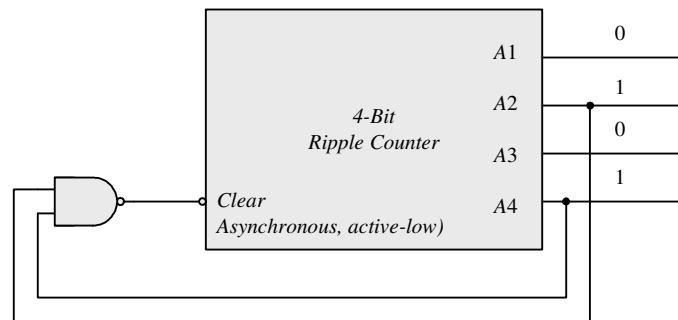 0
A1
1
A2
4-Bit
Ripple Counter
0
A3
1
A4
Clear
Asynchronous, active-low)